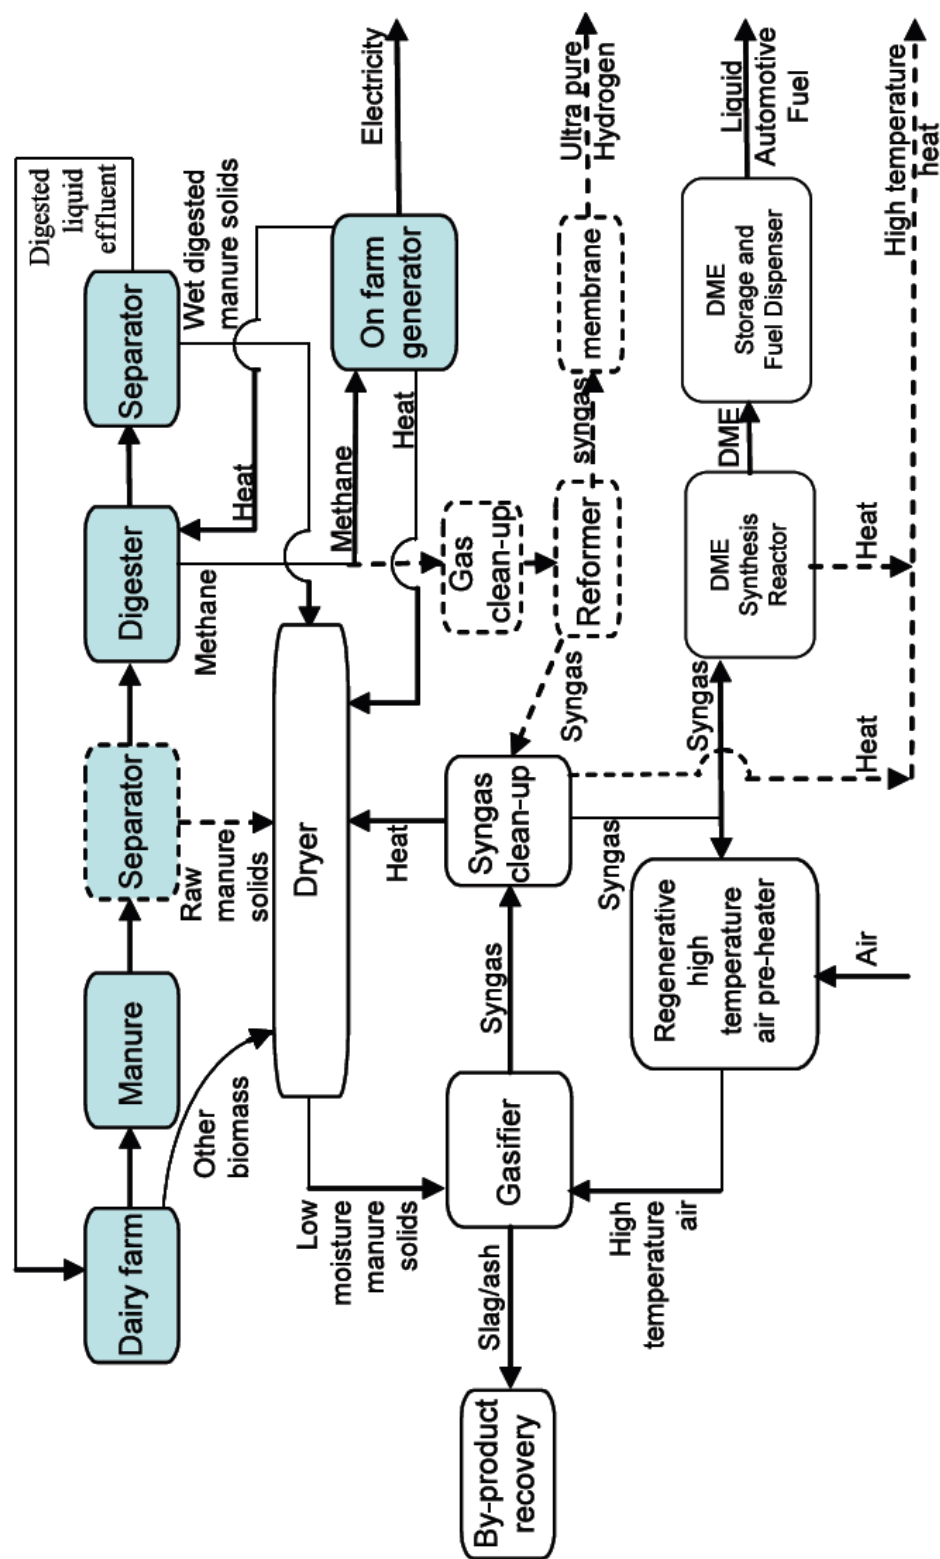 Digested
liquid
effluent
Dairy farm
Manure
Separator
Digester
Separator
Other
biomass
Raw
manure
solids
Methane
Heat
Wet digested
manure solids
Dryer
Low
moisture
manure
solids
Heat
Methane
Heat
On farm
generator
Electricity
By-product
recovery
Slag/ash
Gasifier
Syngas
Syngas
clean-up
Gas
clean-up
Syngas
Reformer
syngas
membrane
Ultra pure
Hydrogen
High
temperature
air
Syngas
Regenerative
high
temperature
air pre-heater
Air
Syngas
DME
Synthesis
Reactor
DME
DME
Storage and
Fuel Dispenser
Liquid
Automotive
Fuel
Heat
Heat
High temperature
heat